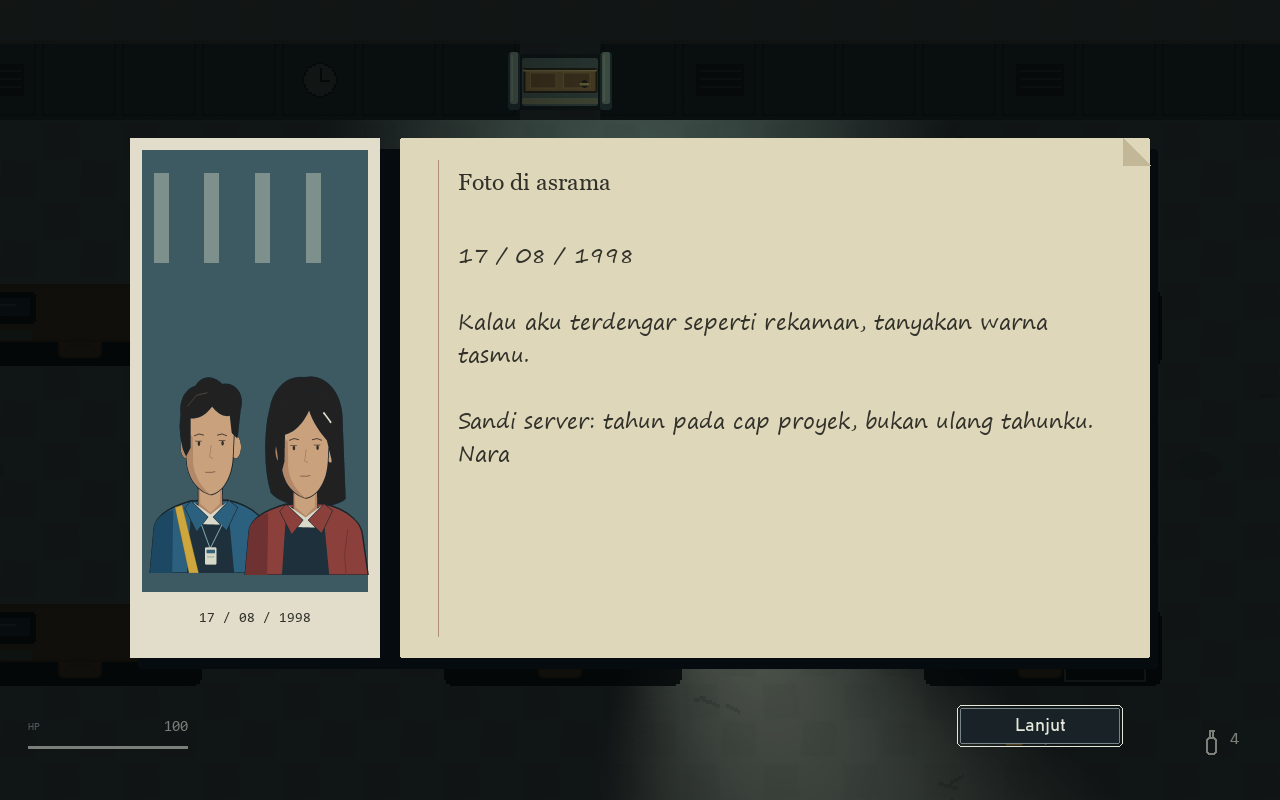 Foto di asrama
17 / 08 / 1998
Kalau aku terdengar seperti rekaman, tanyakan warna
tasmu.
Sandi server: tahun pada cap proyek, bukan ulang tahunku.
Nara
17 / 08 / 1998
HP 100
Lanjut
4